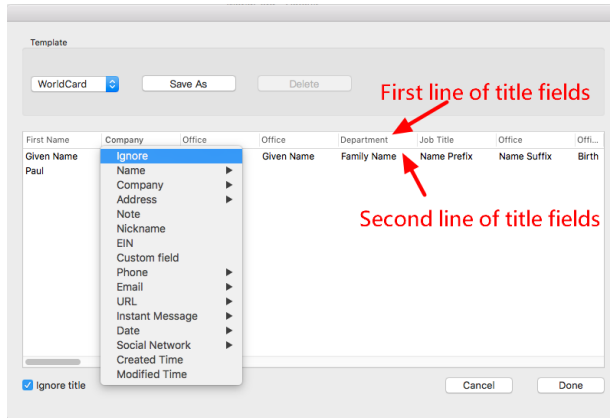 Template
WorldCard
Save As
Delete
First line of title fields
First Name Company Office Office Department Job Title Office Offi...
Given Name Given Name Family Name Name Prefix Name Suffix Birth
Paul
Ignore
Name
Company
Address
Note
Nickname
EIN
Custom field
Phone
Email
URL
Instant Message
Date
Social Network
Created Time
Modified Time
Second line of title fields
Ignore title
Cancel
Done